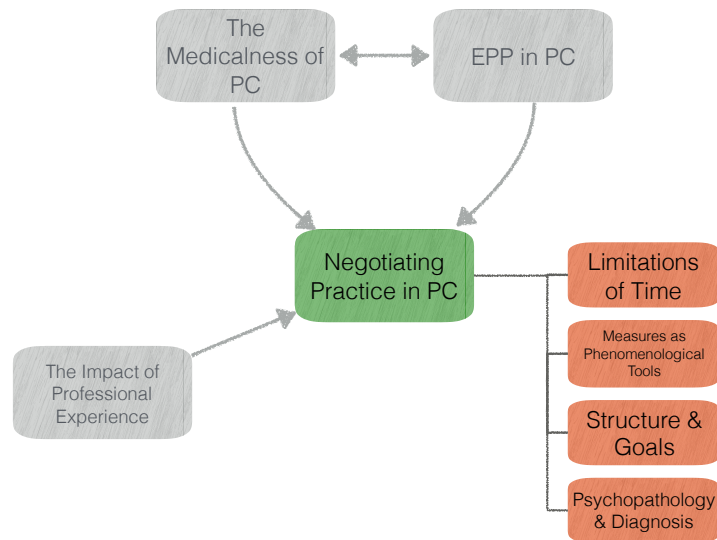 The
Medicalness of
PC
EPP in PC
Negotiating
Practice in PC
Limitations
of Time
Measures as
Phenomenological
Tools
The Impact of
Professional
Experience
Structure &
Goals
Psychopathology
& Diagnosis